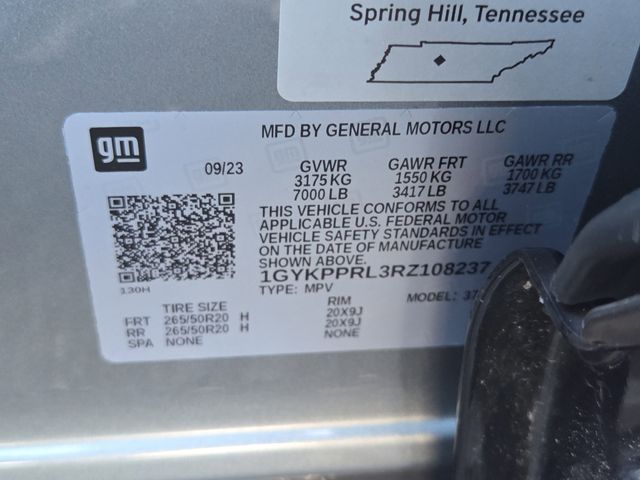 Spring Hill, Tennessee
gm
MFD BY GENERAL MOTORS LLC
09/23 GVWR GAWR FRT GAWR RR
3175 KG 1550 KG 1700 KG
7000 LB 3417 LB 3747 LB
THIS VEHICLE CONFORMS TO ALL
APPLICABLE U.S. FEDERAL MOTOR
VEHICLE SAFETY STANDARDS IN EFFECT
ON THE DATE OF MANUFACTURE
SHOWN ABOVE.
1GYKPPRL3RZ108237
130H
TYPE: MPV MODEL: 37
TIRE SIZE RIM
FRT 265/50R20 H 20X9J
RR 265/50R20 H 20X9J
SPA NONE NONE